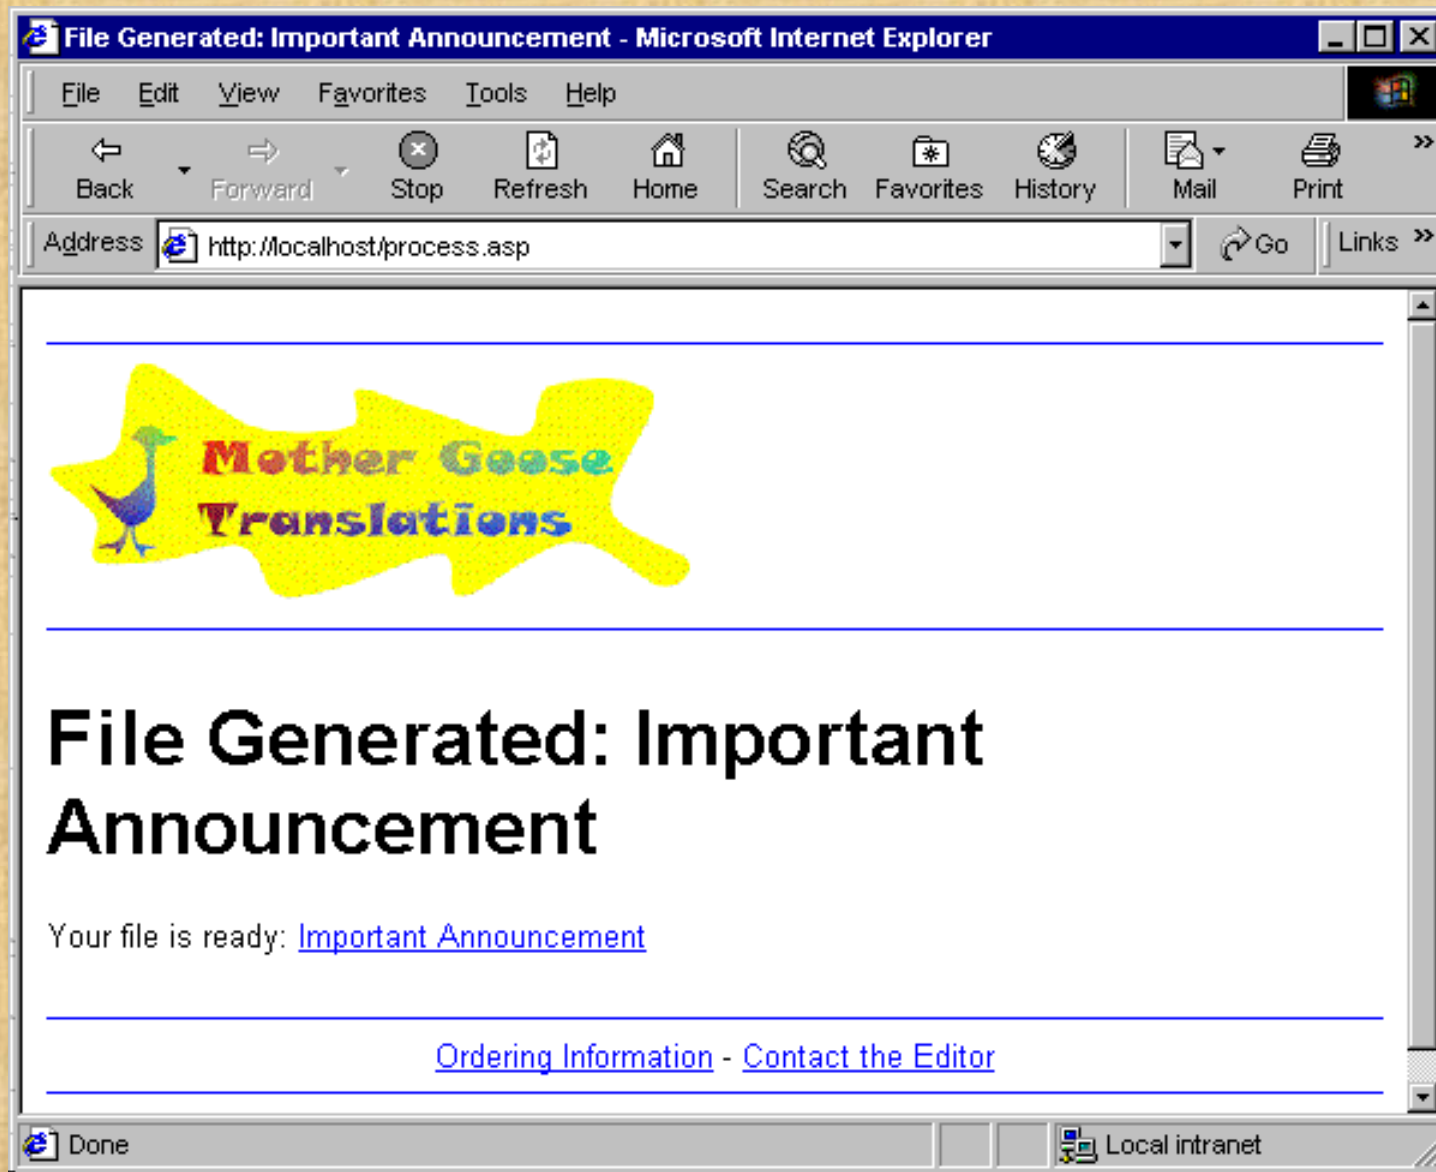 File Generated: Important Announcement - Microsoft Internet Explorer
File Edit View Favorites Tools Help
Back Forward Stop Refresh Home Search Favorites History Mail Print »
Address http://localhost/process.asp Go Links »
Mother Goose
Translations
File Generated: Important
Announcement
Your file is ready: Important Announcement
Ordering Information - Contact the Editor
Done Local intranet